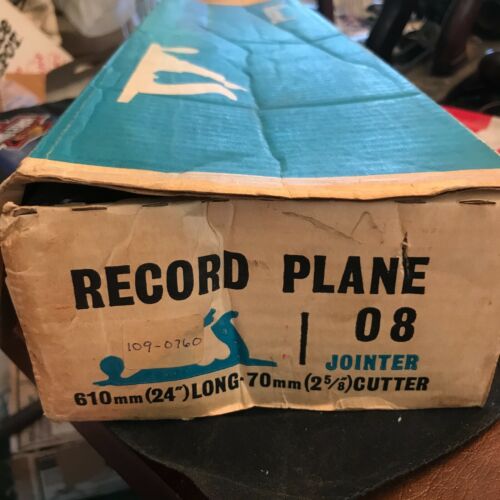 RECORD PLANE
08
109-0760
JOINTER
610mm (24") LONG·70mm (2⅝) CUTTER